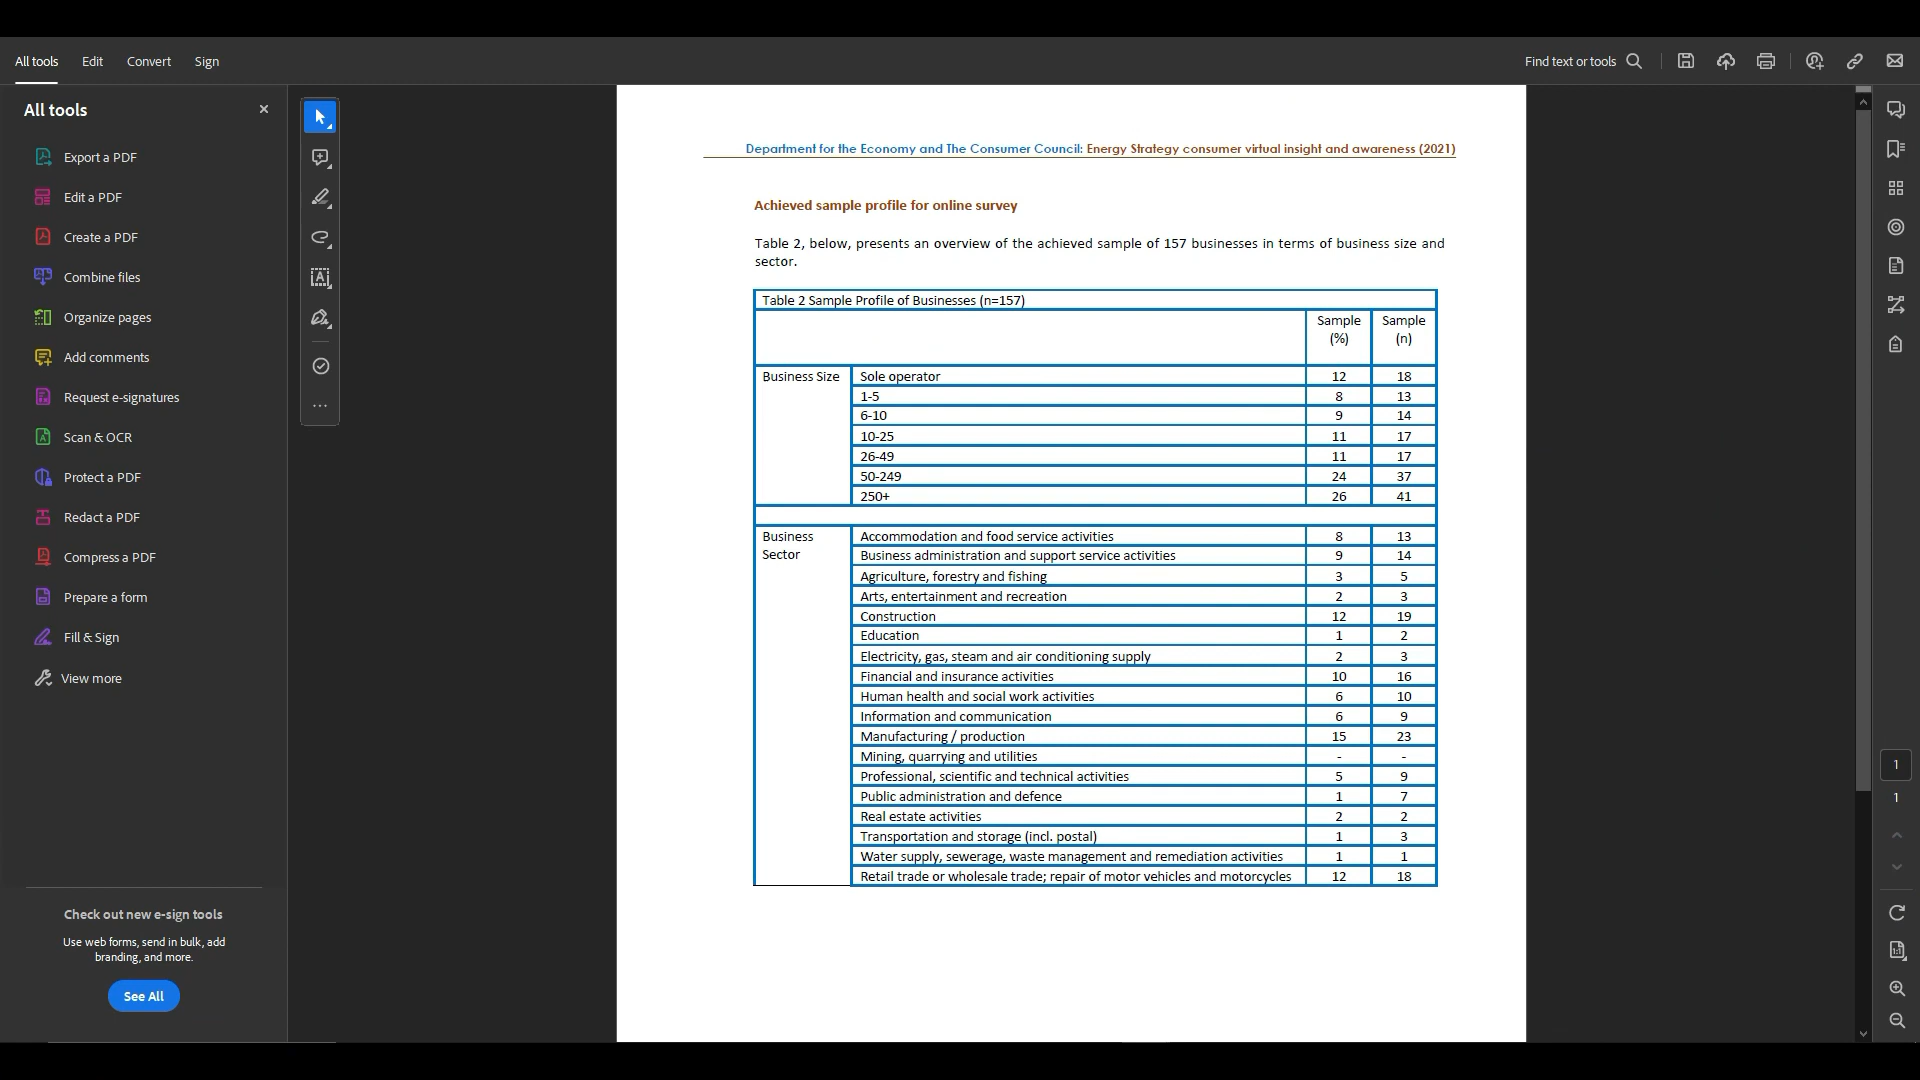 All tools
Edit
Convert
Sign
Find text or tools
All tools
Export a PDF
Edit a PDF
Create a PDF
Combine files
Organize pages
Add comments
Request e-signatures
Scan & OCR
Protect a PDF
Redact a PDF
Compress a PDF
Prepare a form
Fill & Sign
View more
Check out new e-sign tools
Use web forms, send in bulk, add
branding, and more.
See All
Department for the Economy and The Consumer Council: Energy Strategy consumer virtual insight and awareness (2021)
Achieved sample profile for online survey
Table 2, below, presents an overview of the achieved sample of 157 businesses in terms of business size and
sector.
Table 2 Sample Profile of Businesses (n=157)
Sample (%) Sample (n)
Business Size Sole operator 12 18
1-5 8 13
6-10 9 14
10-25 11 17
26-49 11 17
50-249 24 37
250+ 26 41
Business Sector Accommodation and food service activities 8 13
Business administration and support service activities 9 14
Agriculture, forestry and fishing 3 5
Arts, entertainment and recreation 2 3
Construction 12 19
Education 1 2
Electricity, gas, steam and air conditioning supply 2 3
Financial and insurance activities 10 16
Human health and social work activities 6 10
Information and communication 6 9
Manufacturing / production 15 23
Mining, quarrying and utilities - -
Professional, scientific and technical activities 5 9
Public administration and defence 1 7
Real estate activities 2 2
Transportation and storage (incl. postal) 1 3
Water supply, sewerage, waste management and remediation activities 1 1
Retail trade or wholesale trade; repair of motor vehicles and motorcycles 12 18
1
1